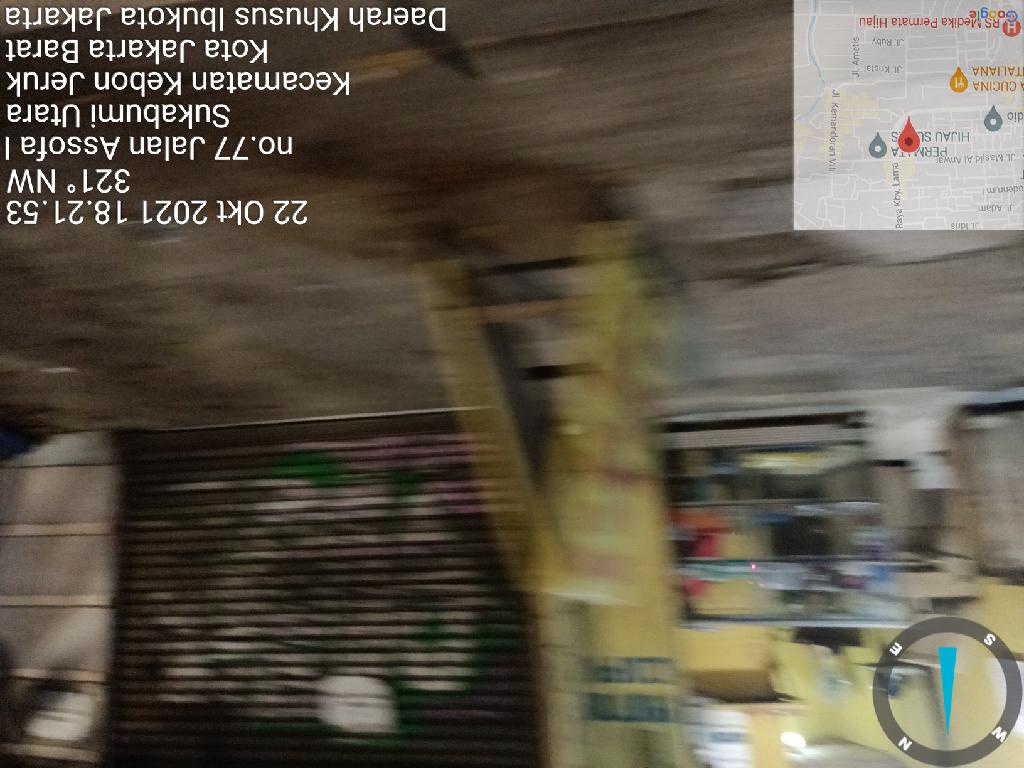 N
W
E
S
22 Okt 2021 18.21.53
321° NW
no.77 Jalan Assofa I
Sukabumi Utara
Kecamatan Kebon Jeruk
Kota Jakarta Barat
Daerah Khusus Ibukota Jakarta
Jl. Idris
Jl. Adam
Raya Kby. Lama
Jl. Masjid Al Anwar
PERMATA
HIJAU
Jl. Kemandoran VIII
dio
CUCINA
ITALIANA
Jl. Kristal
Jl. Ametis
Jl. Ruby
RS Medika Permata Hijau
Google